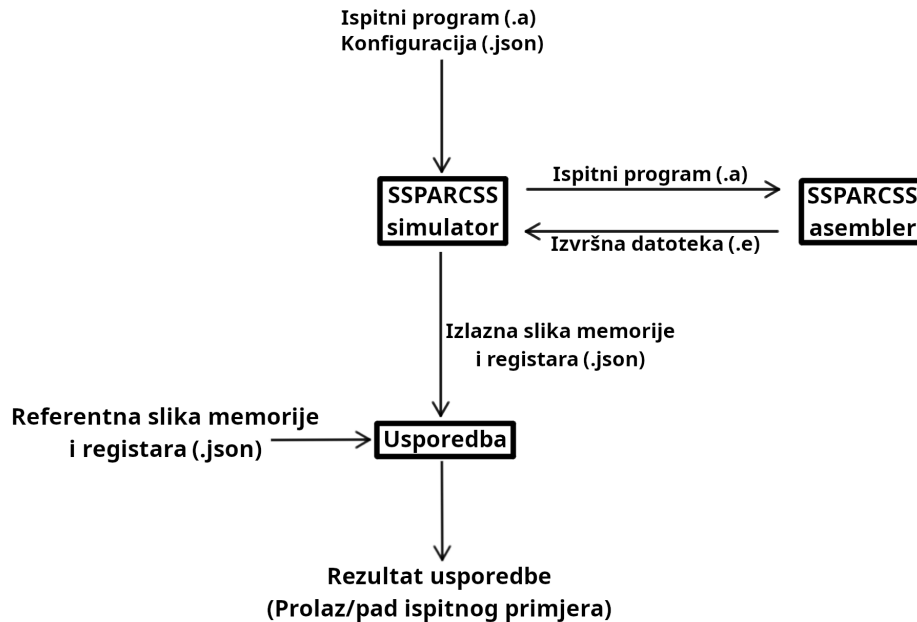 Ispitni program (.a)
Konfiguracija (.json)
SSPARCSS
simulator
Ispitni program (.a)
Izvršna datoteka (.e)
SSPARCSS
asembler
Izlazna slika memorije
i registara (.json)
Referentna slika memorije
i registara (.json)
Usporedba
Rezultat usporedbe
(Prolaz/pad ispitnog primjera)